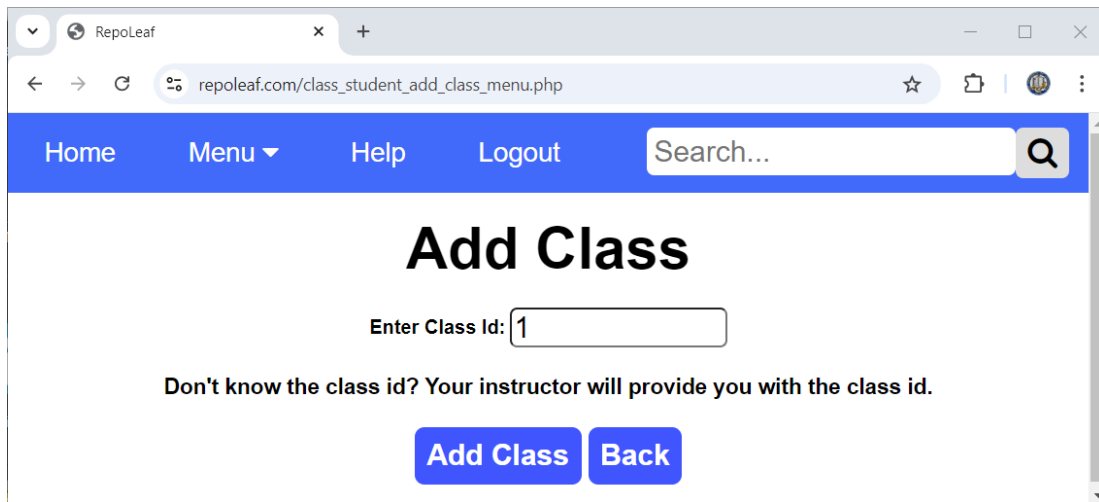 RepoLeaf
repoleaf.com/class_student_add_class_menu.php
Home Menu Help Logout Search...
Add Class
Enter Class Id: 1
Don't know the class id? Your instructor will provide you with the class id.
Add Class Back